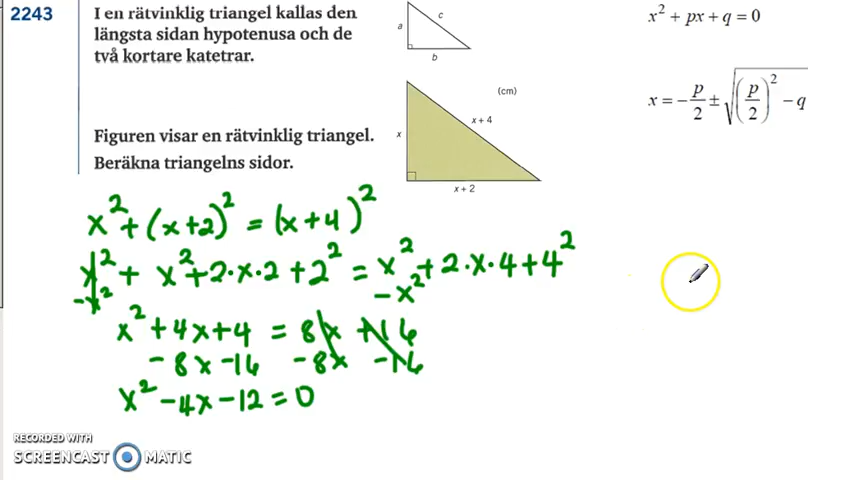 2243
I en rätvinklig triangel kallas den
längsta sidan hypotenusa och de
två kortare katetrar.
a
c
b
x² + px + q = 0
x = -p/2 ± √((p/2)² - q)
(cm)
Figuren visar en rätvinklig triangel.
Beräkna triangelns sidor.
x
x + 4
x + 2
x² + (x+2)² = (x+4)²
x² + x² + 2·x·2 + 2² = x² + 2·x·4 + 4²
-x² -x²
x² + 4x + 4 = 8x + 16
-8x -16 -8x -16
x² - 4x - 12 = 0
RECORDED WITH
SCREENCAST MATIC